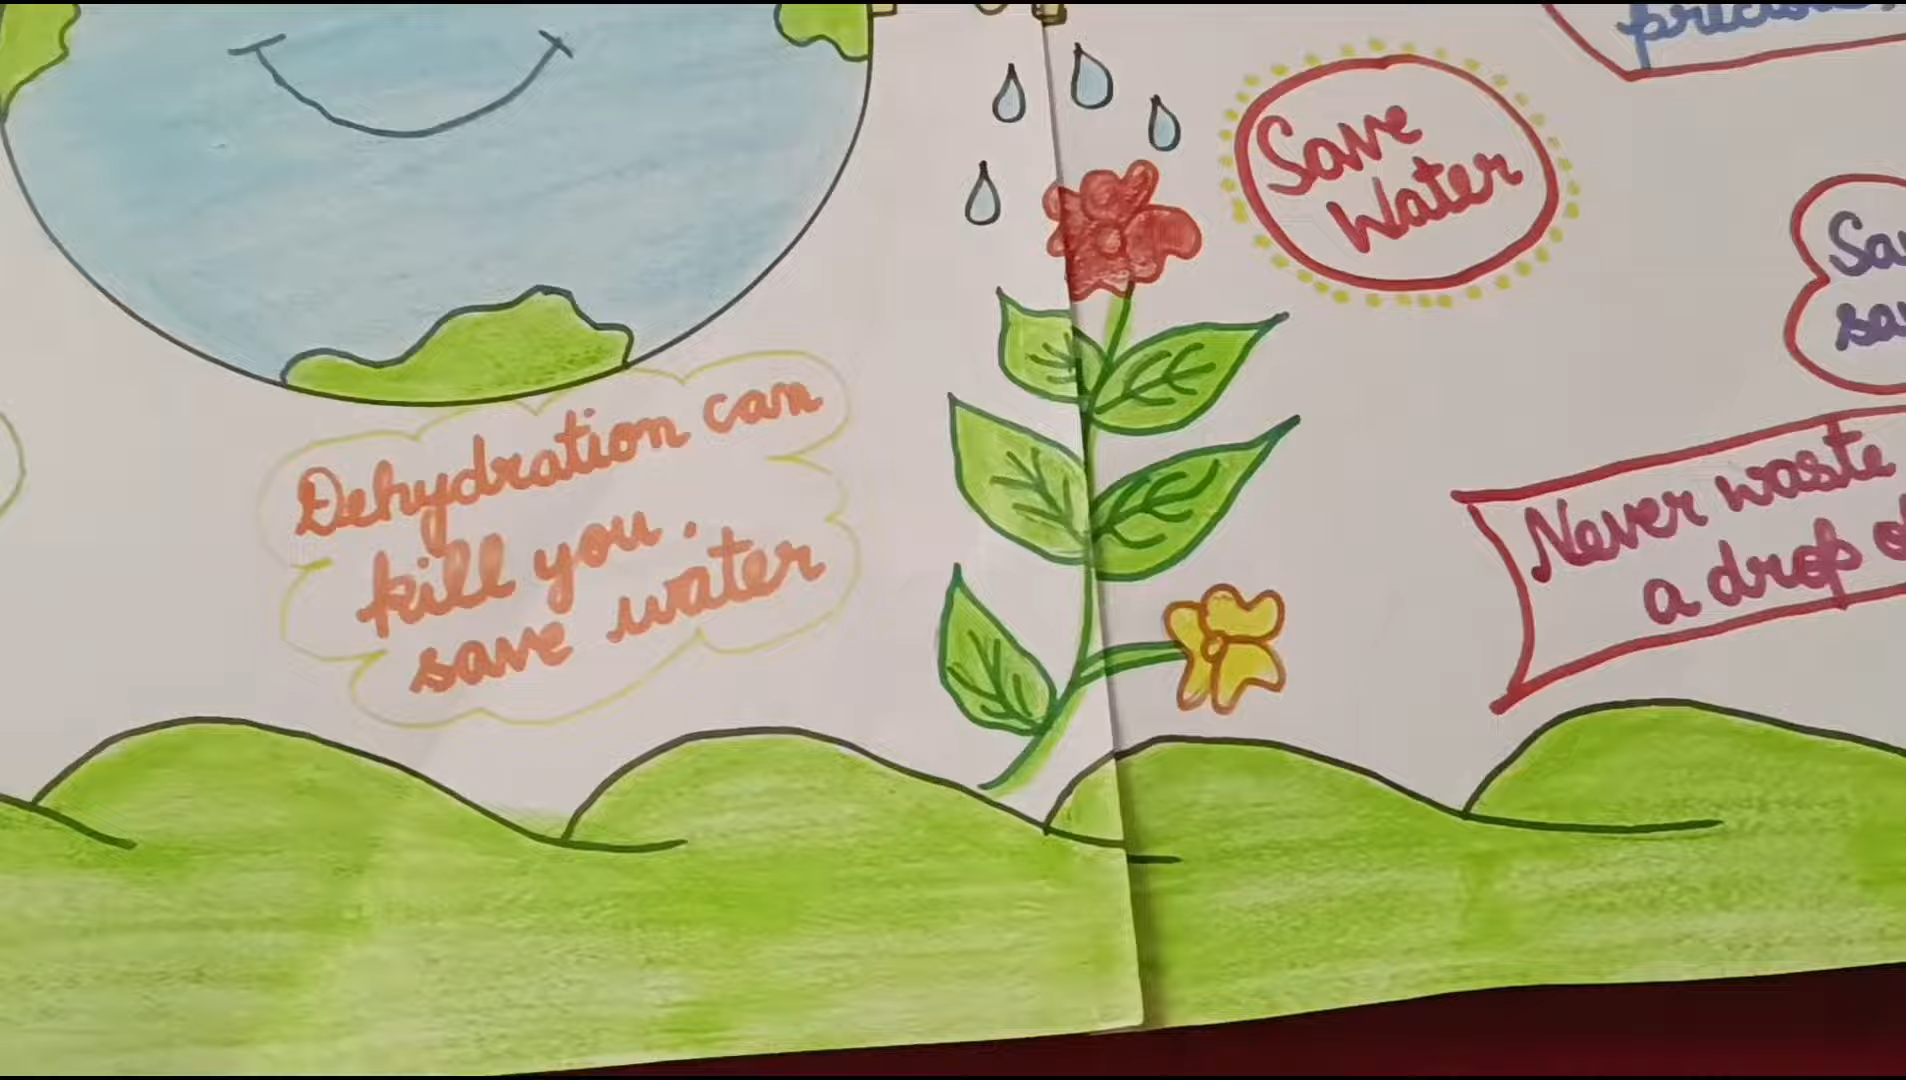 Save
Water
Dehydration can
kill you.
save water
Never waste
a drop